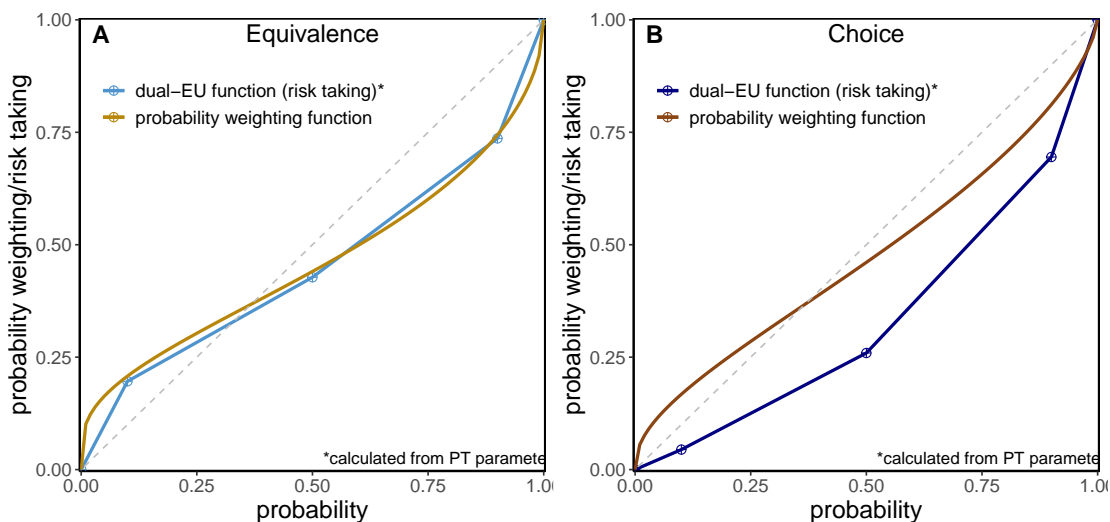 A
Equivalence
dual−EU function (risk taking)*
probability weighting function
probability weighting/risk taking
1.00
0.75
0.50
0.25
0.00
*calculated from PT paramete
0.00
0.25
0.50
0.75
1.00
probability
B
Choice
dual−EU function (risk taking)*
probability weighting function
probability weighting/risk taking
1.00
0.75
0.50
0.25
0.00
*calculated from PT paramete
0.00
0.25
0.50
0.75
1.00
probability